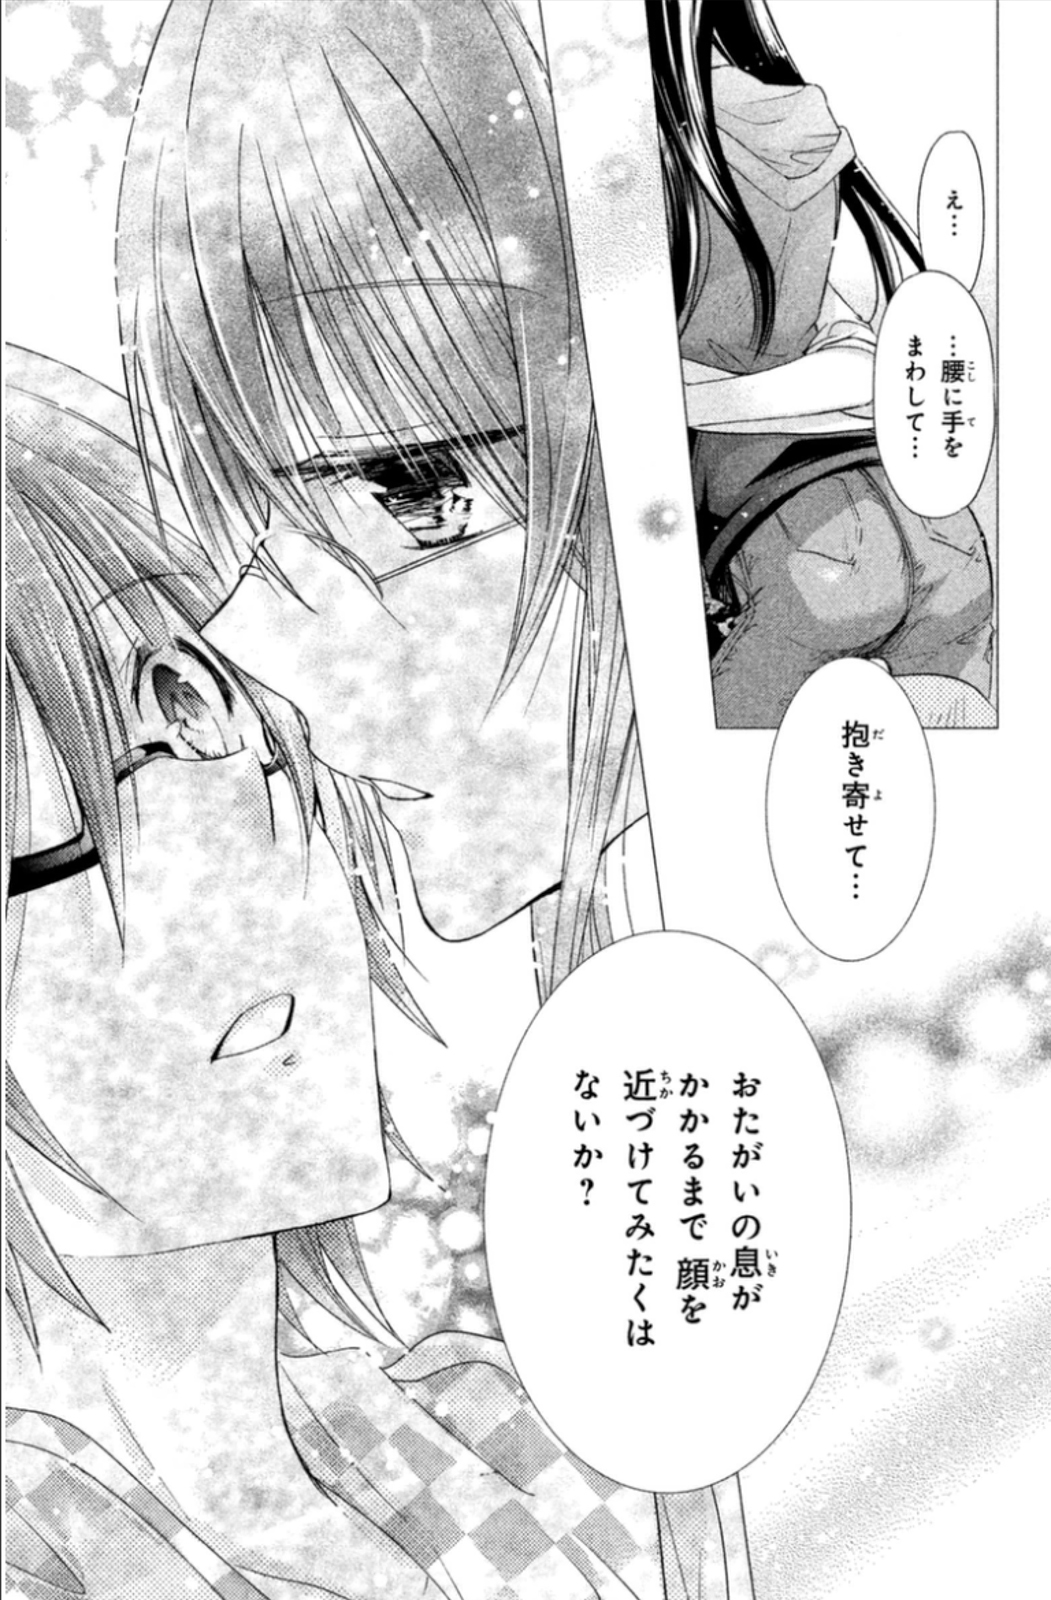 え…
…腰に手を
まわして…
抱き寄せて…
おたがいの息が
かかるまで顔を
近づけてみたくは
ないか？